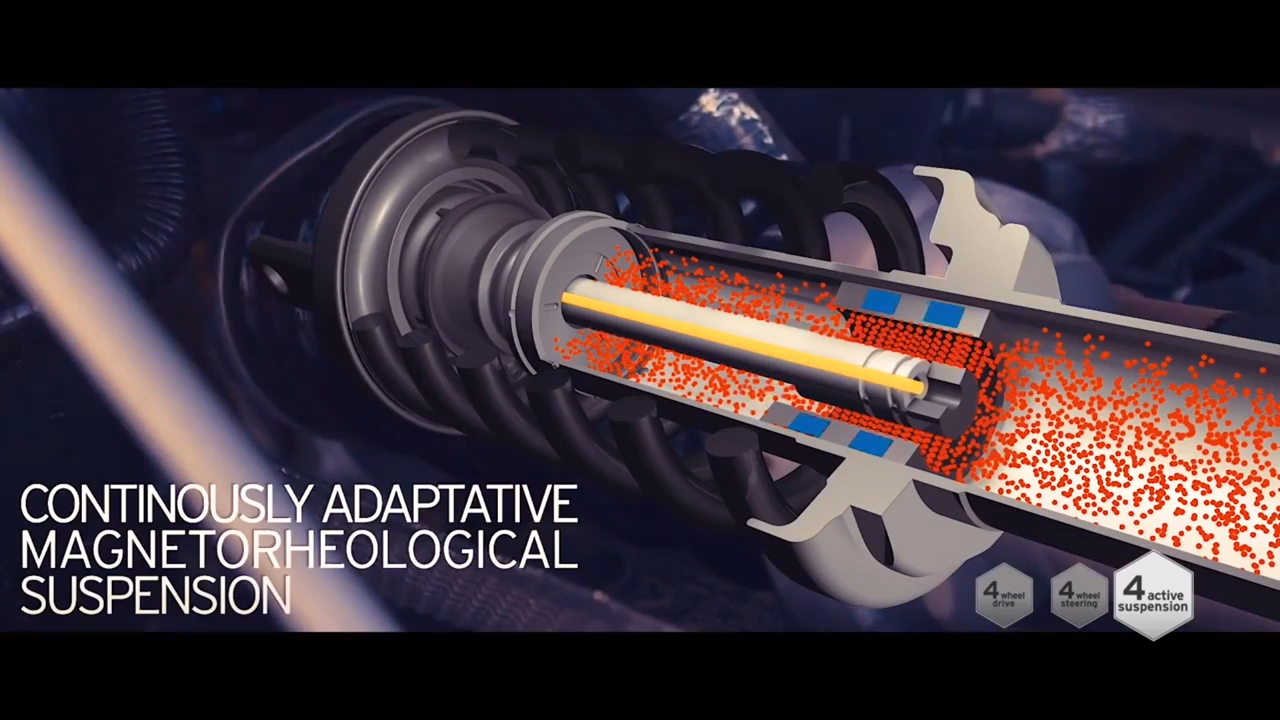 CONTINOUSLY ADAPTATIVE
MAGNETORHEOLOGICAL
SUSPENSION
4 wheel
drive
4 wheel
steering
4 active
suspension